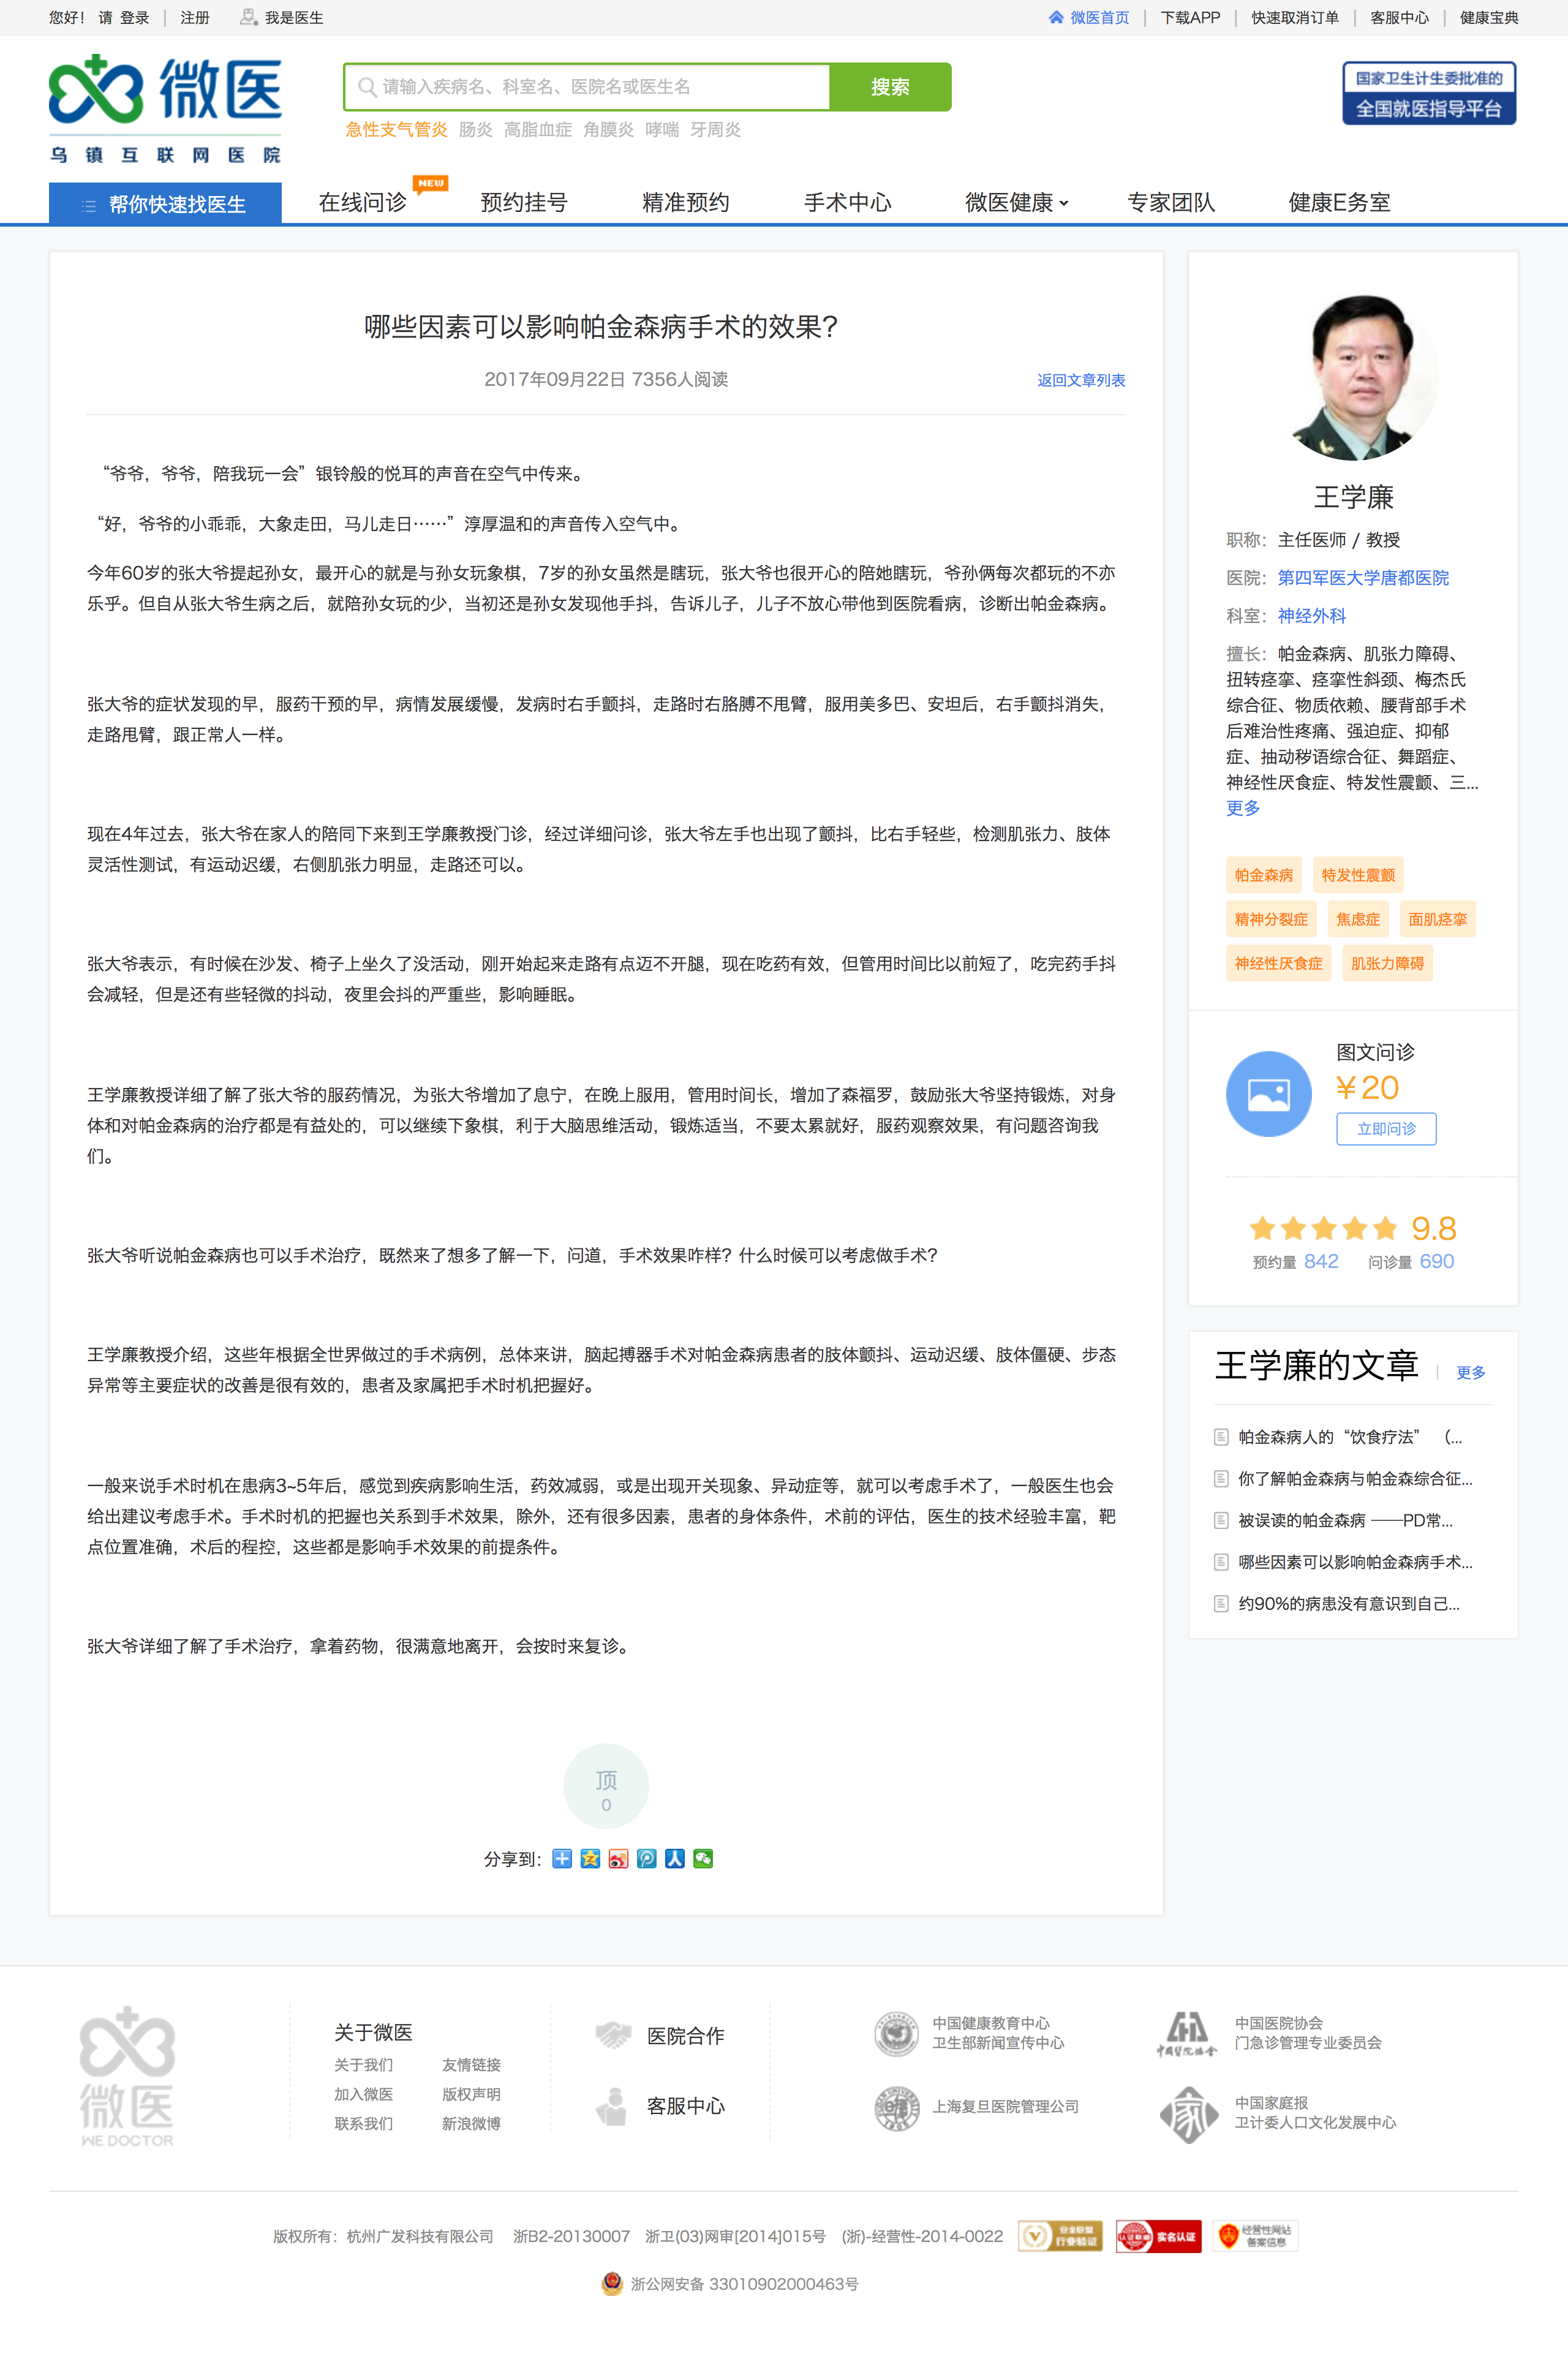 您好！ 请 登录 | 注册 我是医生 微医首页 | 下载APP | 快速取消订单 | 客服中心 | 健康宝典
微医
乌镇互联网医院
请输入疾病名、科室名、医院名或医生名 搜索
急性支气管炎 肠炎 高脂血症 角膜炎 哮喘 牙周炎
国家卫生计生委批准的
全国就医指导平台
帮你快速找医生 在线问诊 NEW 预约挂号 精准预约 手术中心 微医健康 专家团队 健康E务室
哪些因素可以影响帕金森病手术的效果？
2017年09月22日 7356人阅读 返回文章列表
“爷爷，爷爷，陪我玩一会”银铃般的悦耳的声音在空气中传来。
“好，爷爷的小乖乖，大象走田，马儿走日……”淳厚温和的声音传入空气中。
今年60岁的张大爷提起孙女，最开心的就是与孙女玩象棋，7岁的孙女虽然是瞎玩，张大爷也很开心的陪她瞎玩，爷孙俩每次都玩的不亦
乐乎。但自从张大爷生病之后，就陪孙女玩的少，当初还是孙女发现他手抖，告诉儿子，儿子不放心带他到医院看病，诊断出帕金森病。
张大爷的症状发现的早，服药干预的早，病情发展缓慢，发病时右手颤抖，走路时右胳膊不甩臂，服用美多巴、安坦后，右手颤抖消失，
走路甩臂，跟正常人一样。
现在4年过去，张大爷在家人的陪同下来到王学廉教授门诊，经过详细问诊，张大爷左手也出现了颤抖，比右手轻些，检测肌张力、肢体
灵活性测试，有运动迟缓，右侧肌张力明显，走路还可以。
张大爷表示，有时候在沙发、椅子上坐久了没活动，刚开始起来走路有点迈不开腿，现在吃药有效，但管用时间比以前短了，吃完药手抖
会减轻，但是还有些轻微的抖动，夜里会抖的严重些，影响睡眠。
王学廉教授详细了解了张大爷的服药情况，为张大爷增加了息宁，在晚上服用，管用时间长，增加了森福罗，鼓励张大爷坚持锻炼，对身
体和对帕金森病的治疗都是有益处的，可以继续下象棋，利于大脑思维活动，锻炼适当，不要太累就好，服药观察效果，有问题咨询我
们。
张大爷听说帕金森病也可以手术治疗，既然来了想多了解一下，问道，手术效果咋样？什么时候可以考虑做手术？
王学廉教授介绍，这些年根据全世界做过的手术病例，总体来讲，脑起搏器手术对帕金森病患者的肢体颤抖、运动迟缓、肢体僵硬、步态
异常等主要症状的改善是很有效的，患者及家属把手术时机把握好。
一般来说手术时机在患病3~5年后，感觉到疾病影响生活，药效减弱，或是出现开关现象、异动症等，就可以考虑手术了，一般医生也会
给出建议考虑手术。手术时机的把握也关系到手术效果，除外，还有很多因素，患者的身体条件，术前的评估，医生的技术经验丰富，靶
点位置准确，术后的程控，这些都是影响手术效果的前提条件。
张大爷详细了解了手术治疗，拿着药物，很满意地离开，会按时来复诊。
顶
0
分享到：
王学廉
职称：主任医师 / 教授
医院：第四军医大学唐都医院
科室：神经外科
擅长：帕金森病、肌张力障碍、
扭转痉挛、痉挛性斜颈、梅杰氏
综合征、物质依赖、腰背部手术
后难治性疼痛、强迫症、抑郁
症、抽动秽语综合征、舞蹈症、
神经性厌食症、特发性震颤、三...
更多
帕金森病 特发性震颤
精神分裂症 焦虑症 面肌痉挛
神经性厌食症 肌张力障碍
图文问诊
￥20
立即问诊
9.8
预约量 842 问诊量 690
王学廉的文章 | 更多
帕金森病人的“饮食疗法” （...
你了解帕金森病与帕金森综合征...
被误读的帕金森病 ——PD常...
哪些因素可以影响帕金森病手术...
约90%的病患没有意识到自己...
微医
WE DOCTOR
关于微医
关于我们 友情链接
加入微医 版权声明
联系我们 新浪微博
医院合作
客服中心
中国健康教育中心
卫生部新闻宣传中心
中国医院协会
门急诊管理专业委员会
上海复旦医院管理公司
中国家庭报
卫计委人口文化发展中心
版权所有：杭州广发科技有限公司 浙B2-20130007 浙卫(03)网审[2014]015号 (浙)-经营性-2014-0022 安全联盟 行业验证 实名认证 经营性网站 备案信息
浙公网安备 33010902000463号